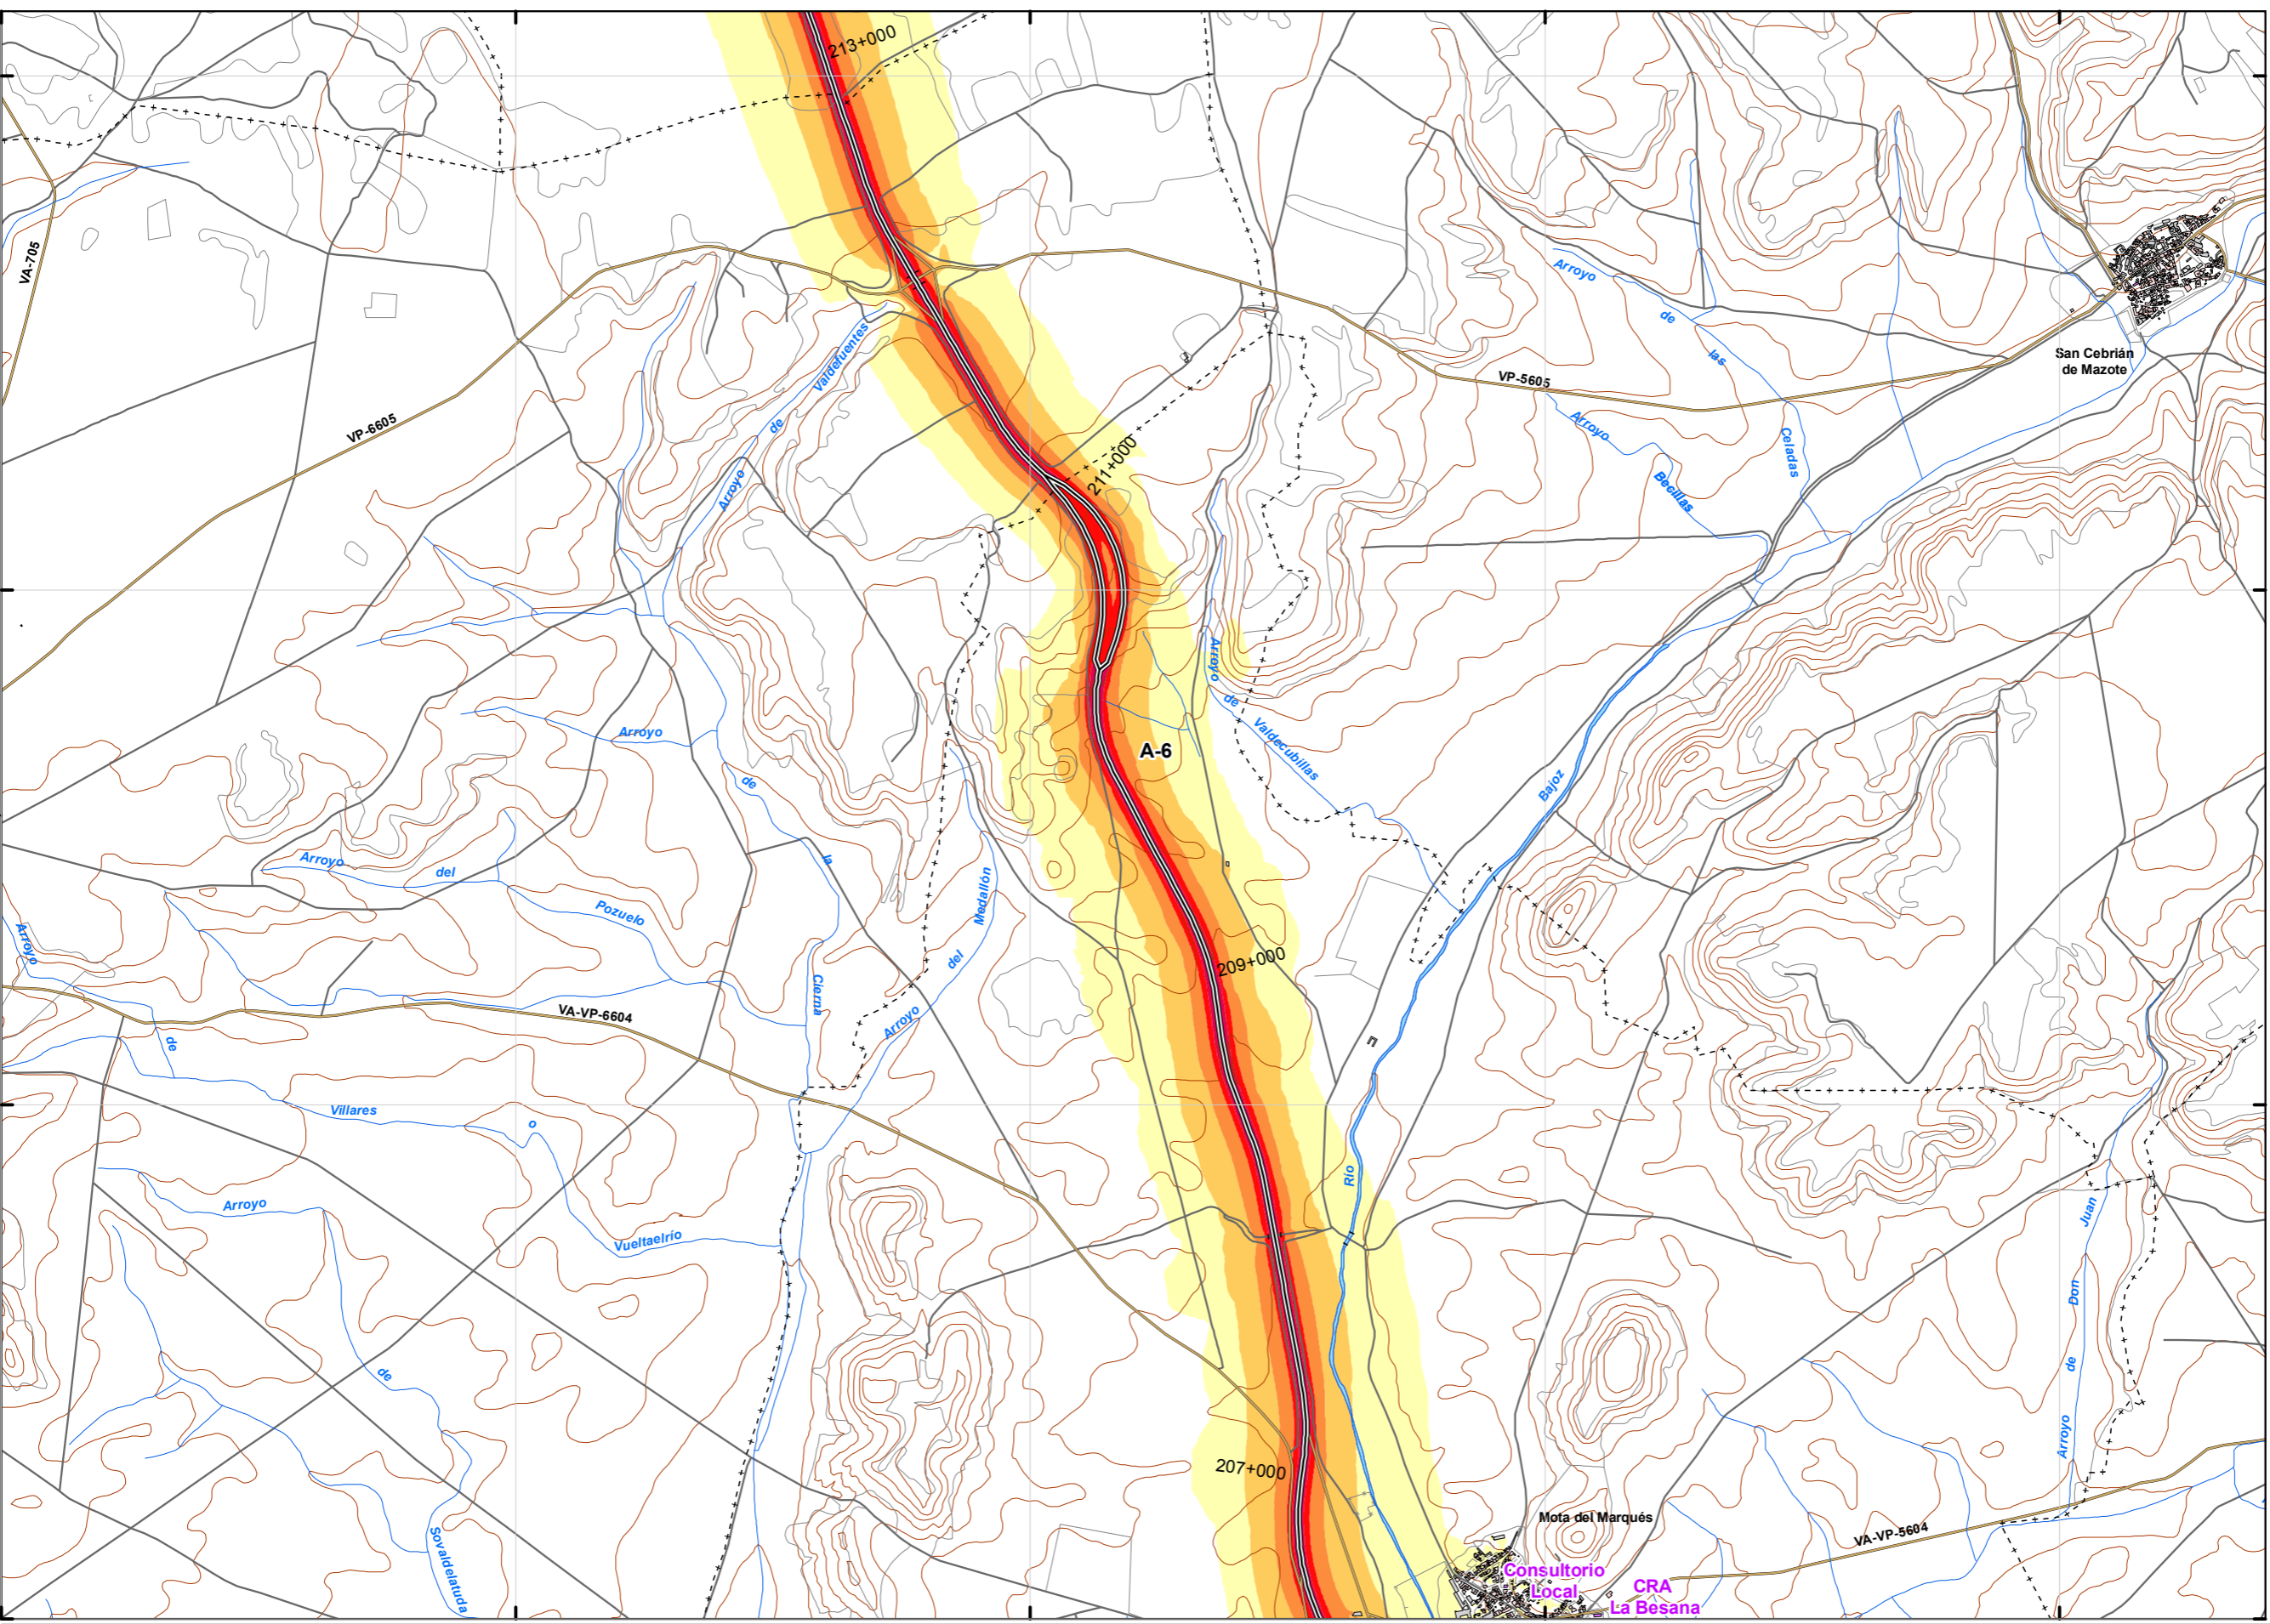 213+000
VA-705
Arroyo
de
las
Celadas
San Cebrián
de Mazote
Valdefuentes
de
Arroyo
VP-5605
VP-6605
Arroyo
Becillas
211+000
Arroyo
de
Valdecubillas
A-6
Arroyo
de
la
Cierna
Bajoz
Río
Arroyo
del
Pozuelo
Medallón
del
Arroyo
209+000
Arroyo
de
Villares
o
Vueltaelrío
VA-VP-6604
Arroyo
de
Sovaldelatuda
Juan
Don
de
Arroyo
207+000
Mota del Marqués
VA-VP-5604
Consultorio
Local
CRA
La Besana